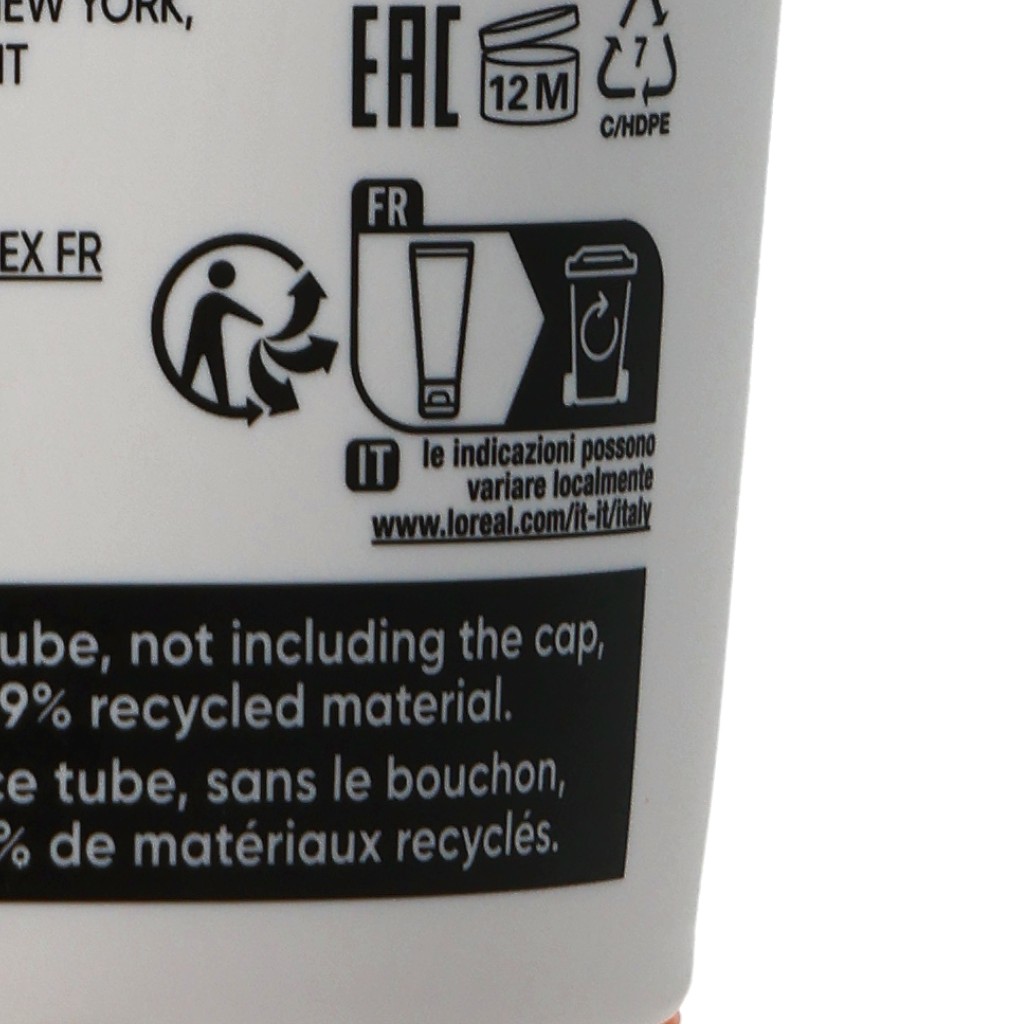 NEW YORK,
IT
EAC
12 M
7
C/HDPE
FR
EX FR
IT le indicazioni possono
variare localmente
www.loreal.com/it-it/italy
tube, not including the cap,
9% recycled material.
ce tube, sans le bouchon,
% de matériaux recyclés.